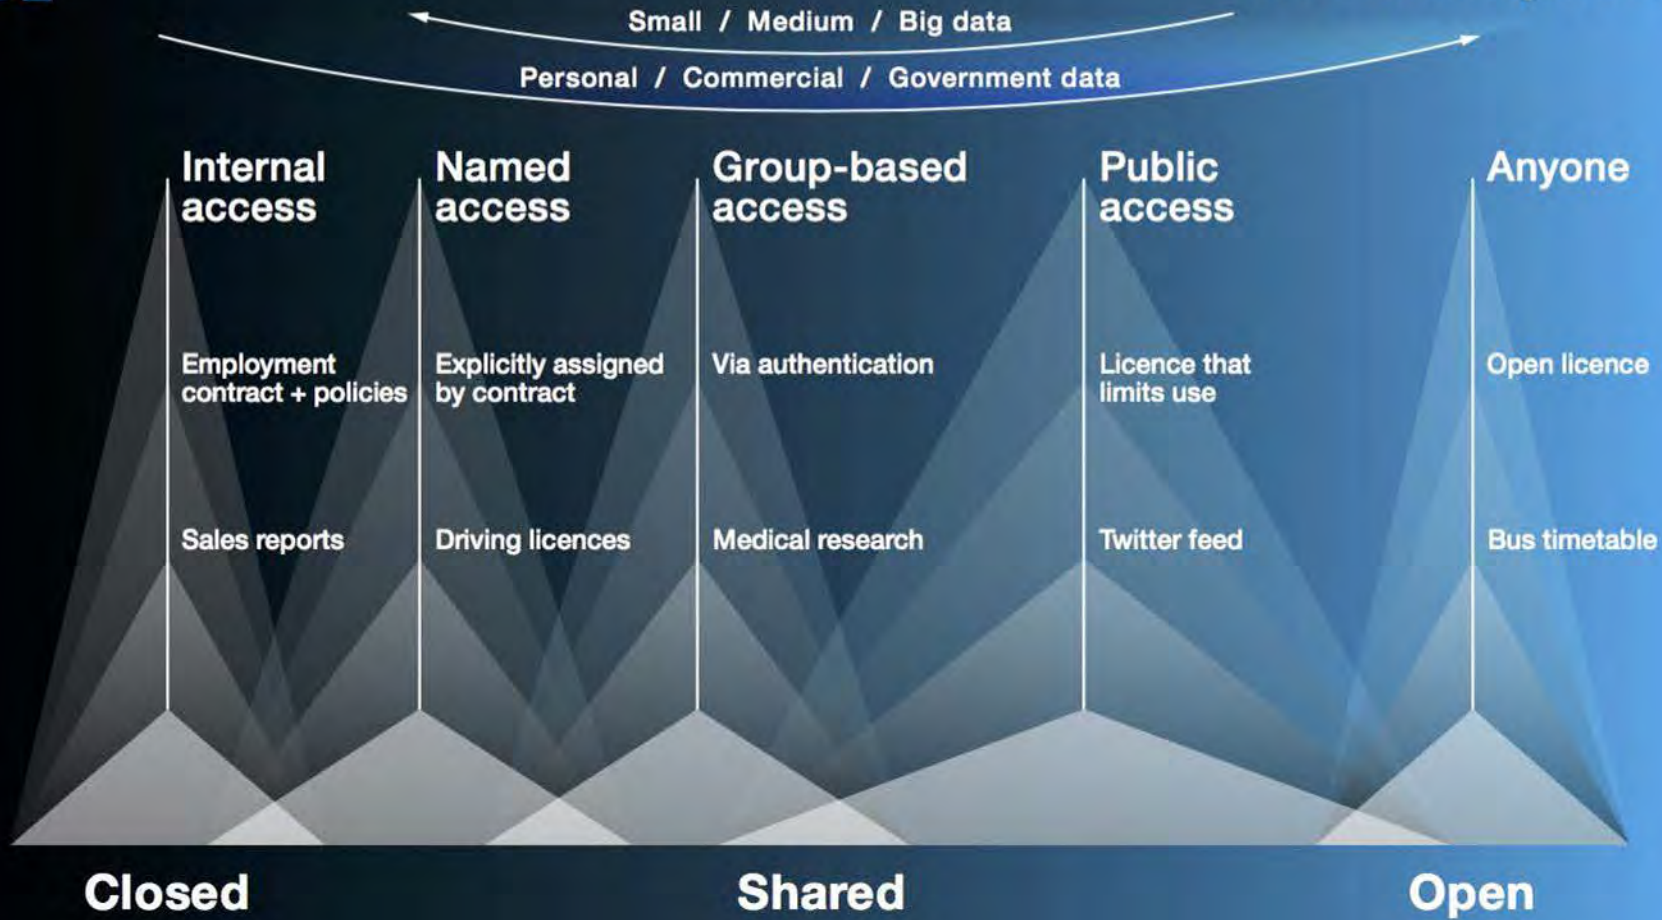 Small / Medium / Big data
Personal / Commercial / Government data
Internal access
Named access
Group-based access
Public access
Anyone
Employment contract + policies
Explicitly assigned by contract
Via authentication
Licence that limits use
Open licence
Sales reports
Driving licences
Medical research
Twitter feed
Bus timetable
Closed
Shared
Open